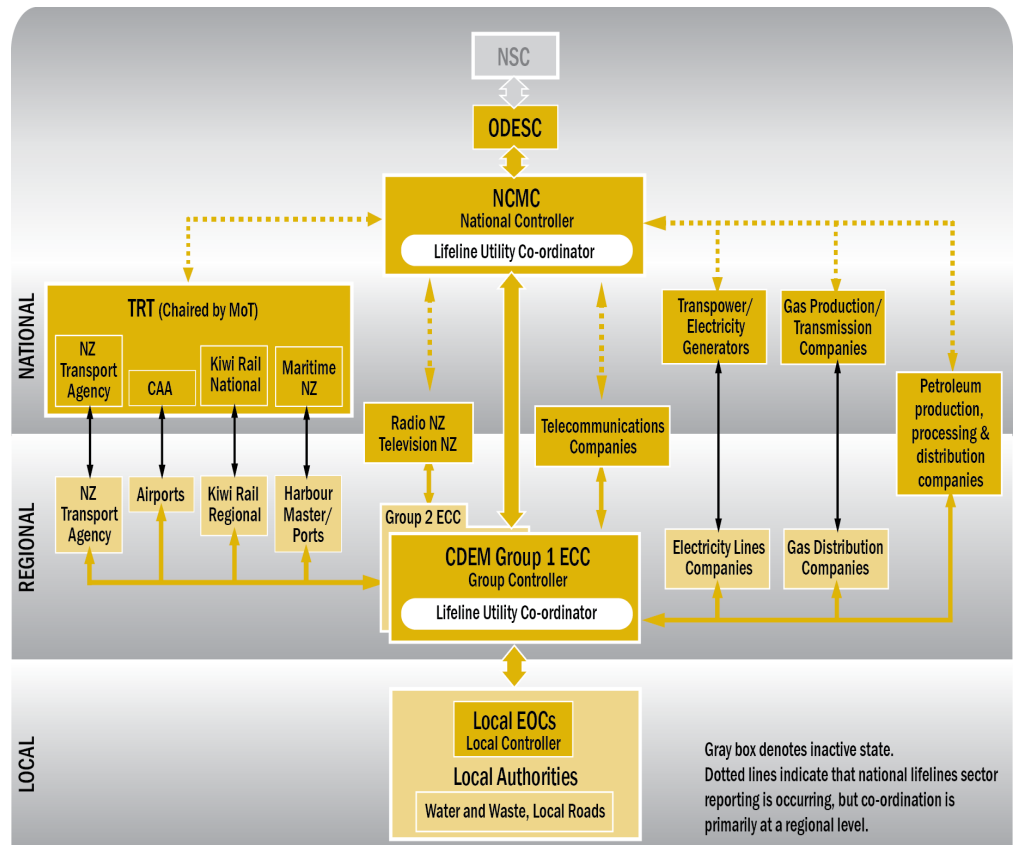 NSC
ODESC
NCMC
National Controller
Lifeline Utility Co-ordinator
NATIONAL
TRT (Chaired by MoT)
NZ
Transport
Agency
CAA
Kiwi Rail
National
Maritime
NZ
Radio NZ
Television NZ
Telecommunications
Companies
Transpower/
Electricity
Generators
Gas Production/
Transmission
Companies
Petroleum
production,
processing &
distribution
companies
REGIONAL
NZ
Transport
Agency
Airports
Kiwi Rail
Regional
Harbour
Master/
Ports
Group 2 ECC
CDEM Group 1 ECC
Group Controller
Lifeline Utility Co-ordinator
Electricity Lines
Companies
Gas Distribution
Companies
LOCAL
Local EOCs
Local Controller
Local Authorities
Water and Waste, Local Roads
Gray box denotes inactive state.
Dotted lines indicate that national lifelines sector
reporting is occurring, but co-ordination is
primarily at a regional level.